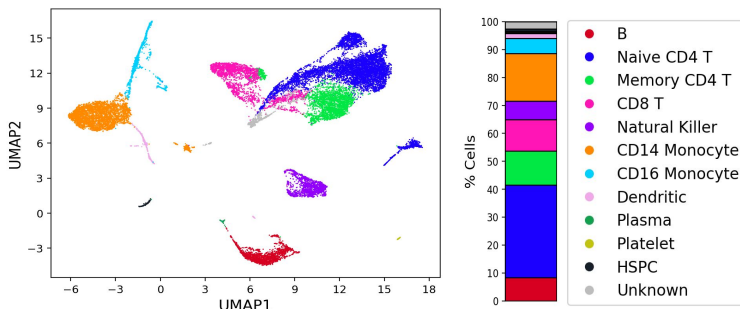 15
12
9
6
3
0
−3
−6
−3
0
3
6
9
12
15
18
UMAP1
UMAP2
100
90
80
70
60
50
40
30
20
10
0
% Cells
B
Naive CD4 T
Memory CD4 T
CD8 T
Natural Killer
CD14 Monocyte
CD16 Monocyte
Dendritic
Plasma
Platelet
HSPC
Unknown